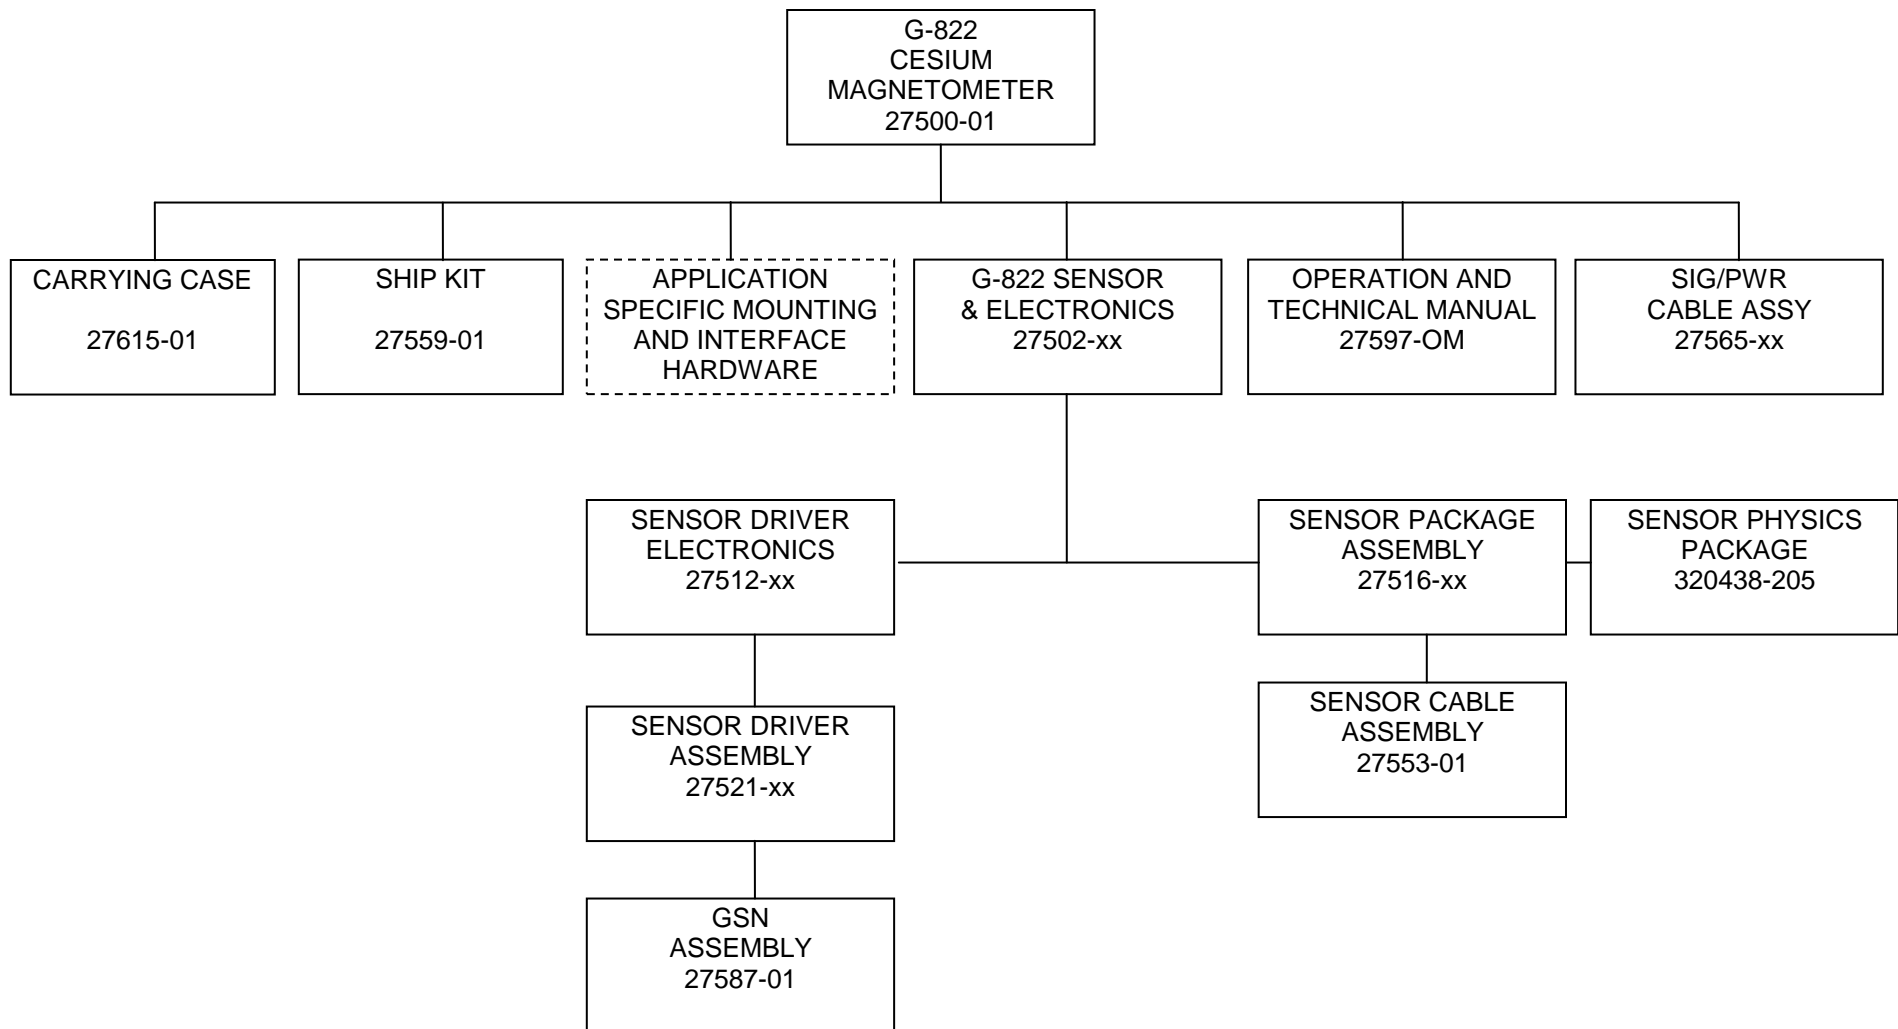 G-822
CESIUM
MAGNETOMETER
27500-01
CARRYING CASE
27615-01
SHIP KIT
27559-01
APPLICATION
SPECIFIC MOUNTING
AND INTERFACE
HARDWARE
G-822 SENSOR
& ELECTRONICS
27502-xx
OPERATION AND
TECHNICAL MANUAL
27597-OM
SIG/PWR
CABLE ASSY
27565-xx
SENSOR DRIVER
ELECTRONICS
27512-xx
SENSOR PACKAGE
ASSEMBLY
27516-xx
SENSOR PHYSICS
PACKAGE
320438-205
SENSOR DRIVER
ASSEMBLY
27521-xx
SENSOR CABLE
ASSEMBLY
27553-01
GSN
ASSEMBLY
27587-01